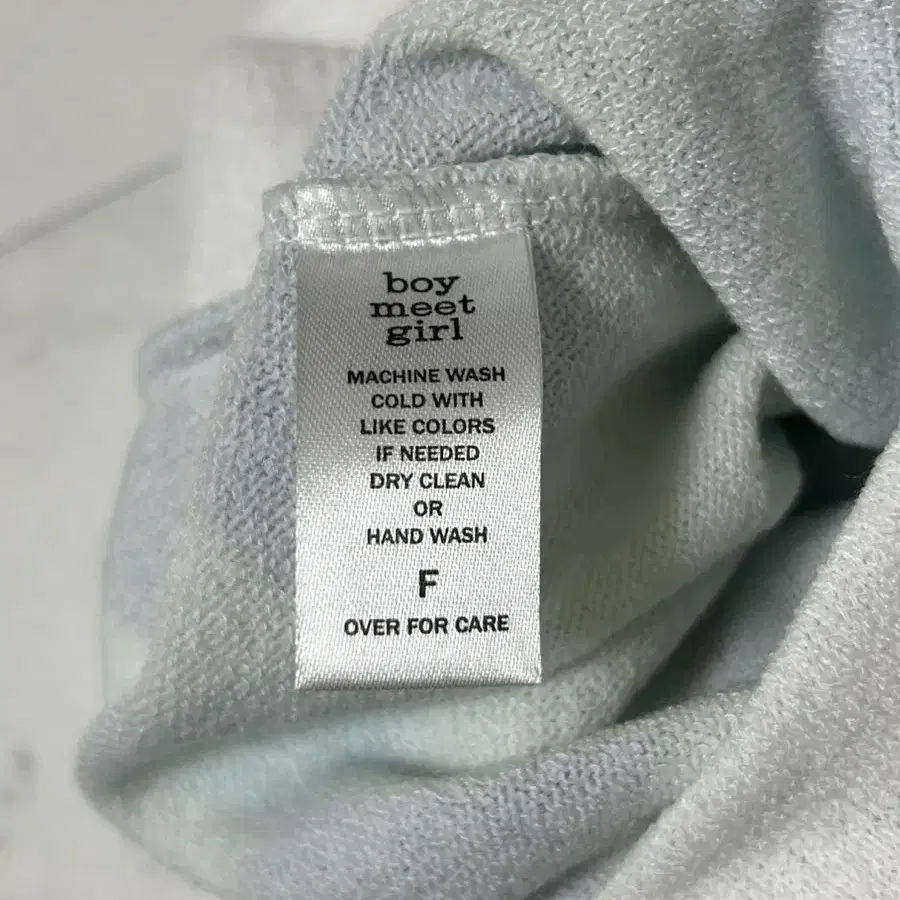 boy
meet
girl
MACHINE WASH
COLD WITH
LIKE COLORS
IF NEEDED
DRY CLEAN
OR
HAND WASH
F
OVER FOR CARE